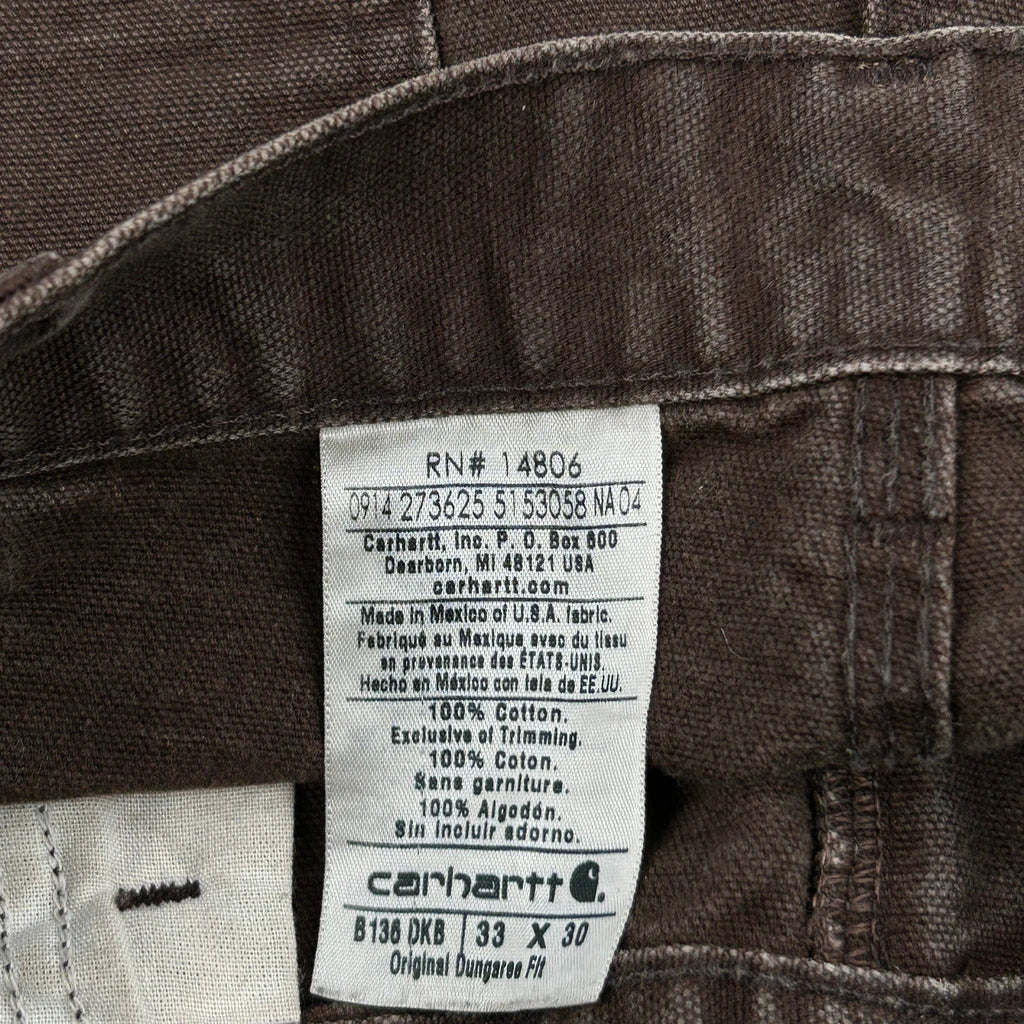 RN# 14806
0914 273625 5153058 NA 04
Carhartt, Inc. P. O. Box 600
Dearborn, MI 48121 USA
carhartt.com
Made in Mexico of U.S.A. fabric.
Fabriqué au Mexique avec du tissu
en provenance des ÉTATS-UNIS.
Hecho en México con tela de EE.UU.
100% Cotton.
Exclusive of Trimming.
100% Coton.
Sans garniture.
100% Algodón.
Sin incluir adorno.
carhartt
B136 DKB 33 X 30
Original Dungaree Fit